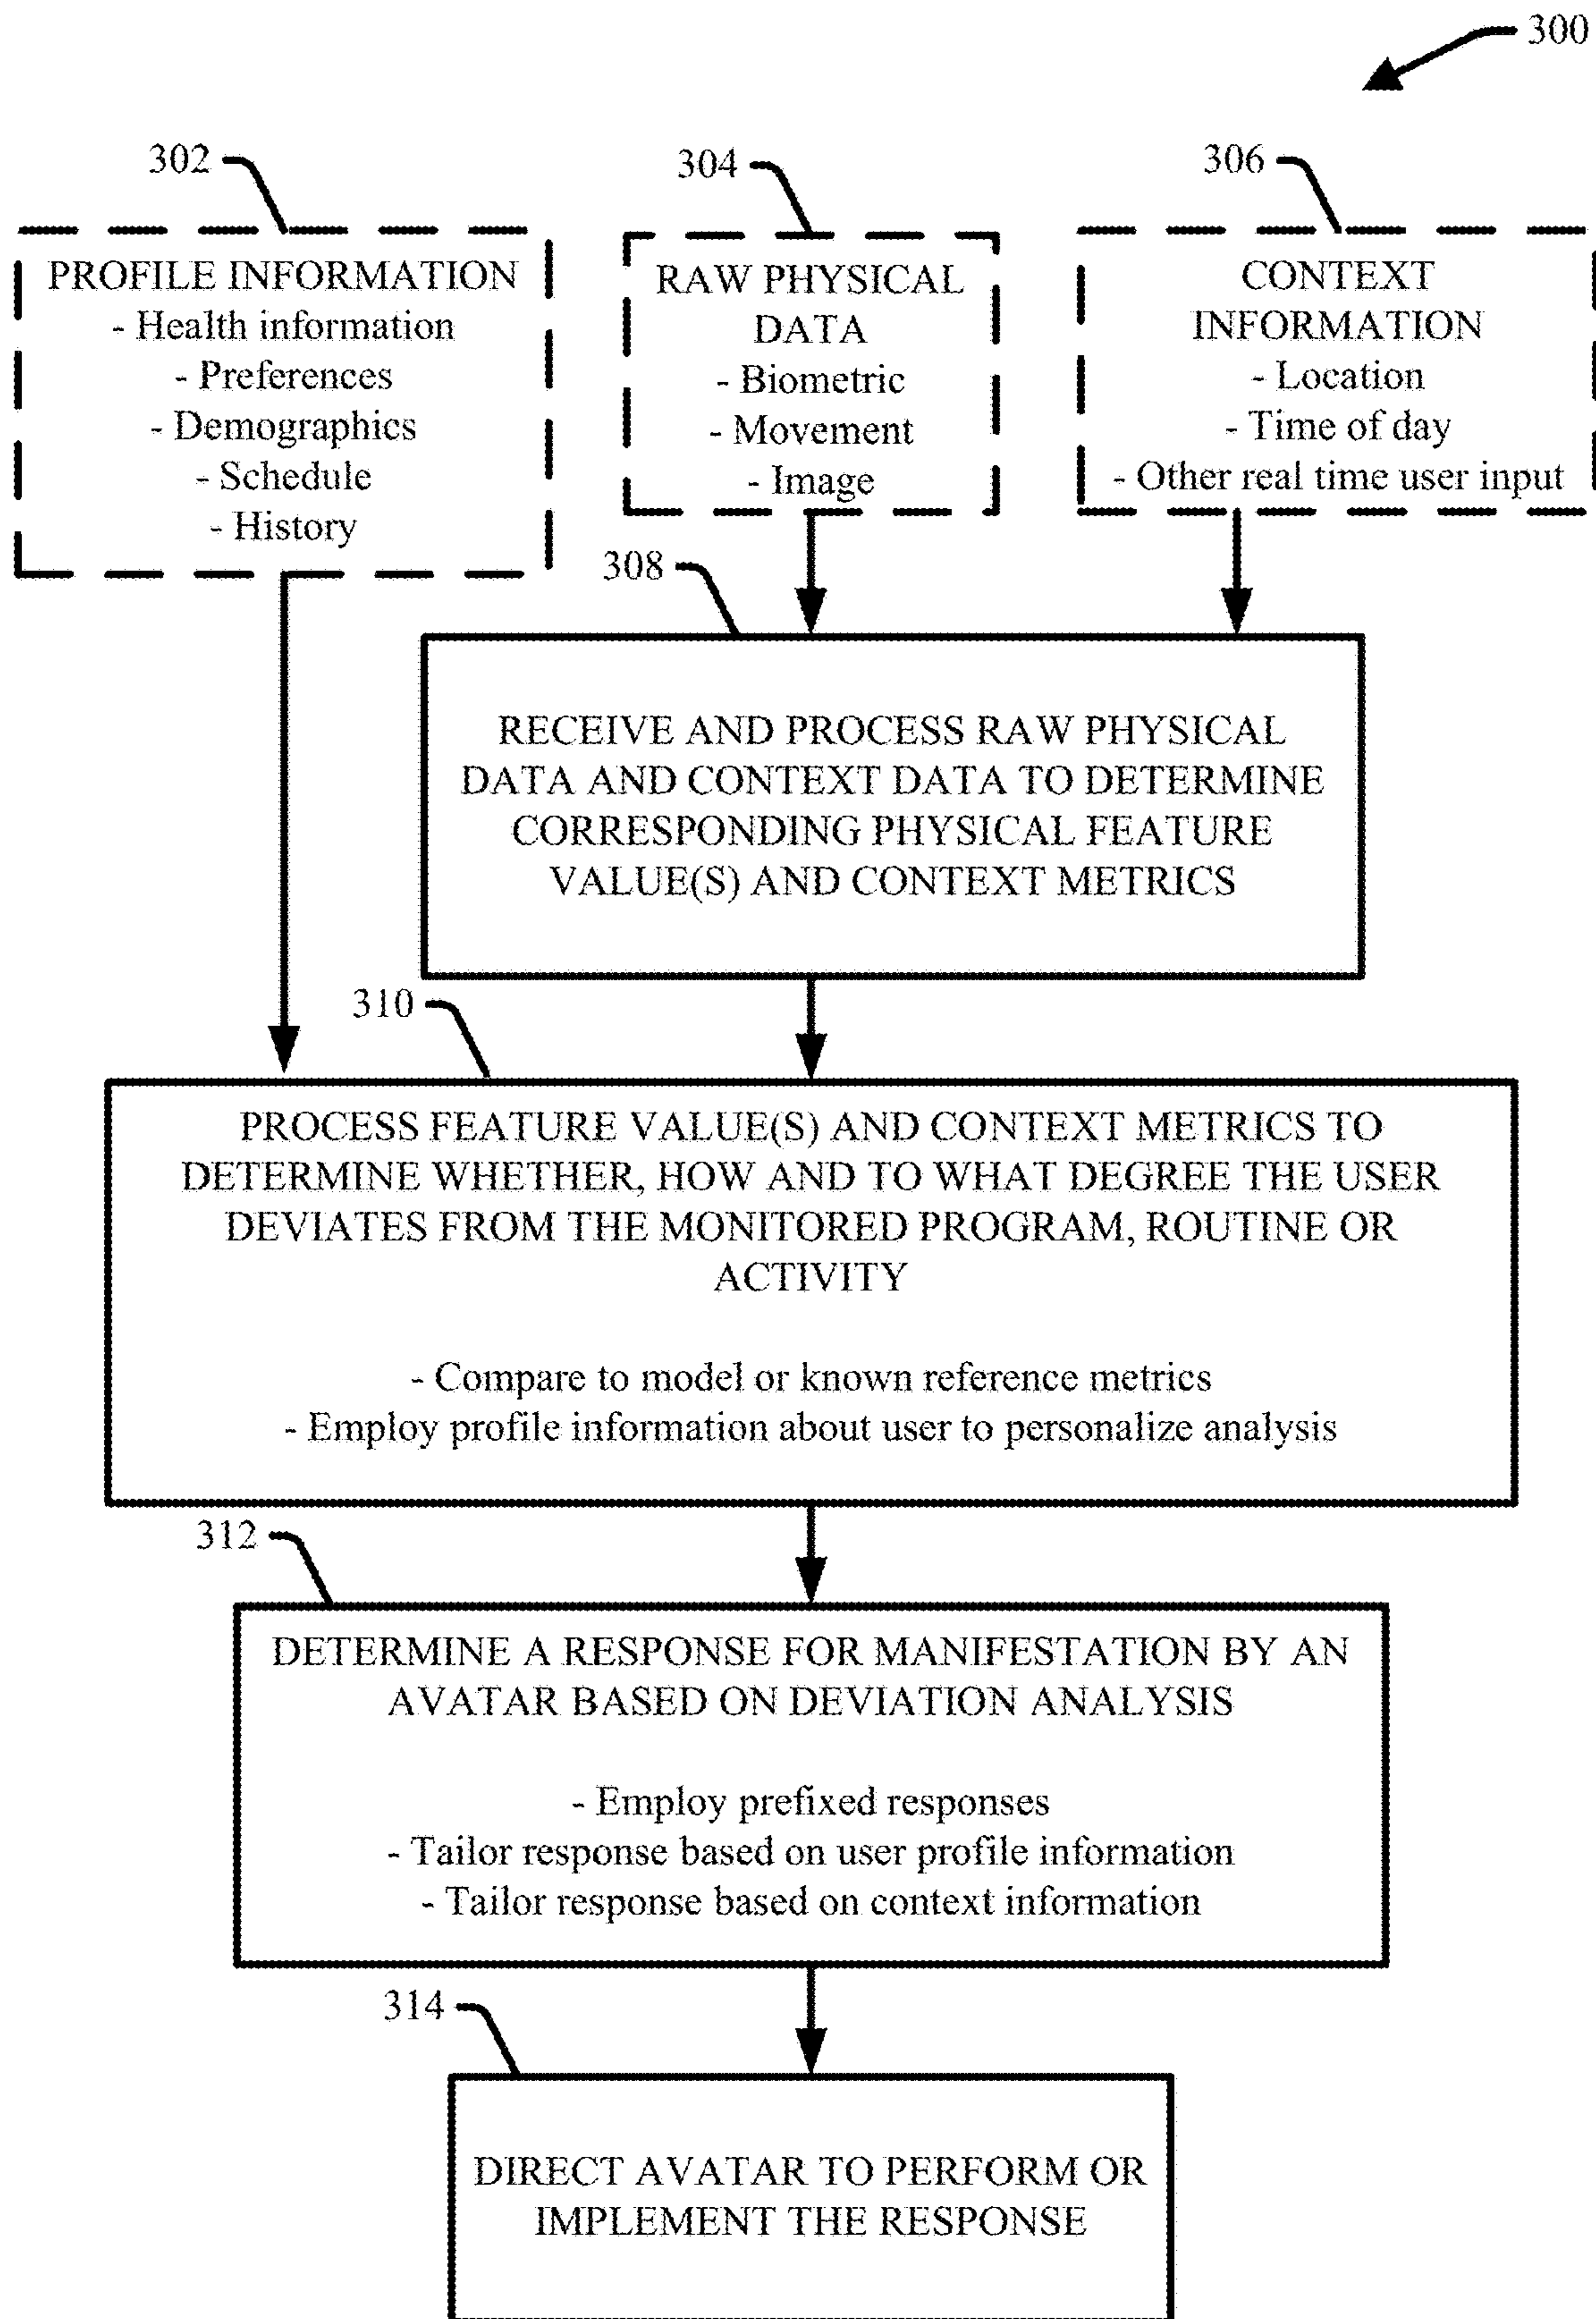 300
302
PROFILE INFORMATION
- Health information
- Preferences
- Demographics
- Schedule
- History
304
RAW PHYSICAL
DATA
- Biometric
- Movement
- Image
306
CONTEXT
INFORMATION
- Location
- Time of day
- Other real time user input
308
RECEIVE AND PROCESS RAW PHYSICAL
DATA AND CONTEXT DATA TO DETERMINE
CORRESPONDING PHYSICAL FEATURE
VALUE(S) AND CONTEXT METRICS
310
PROCESS FEATURE VALUE(S) AND CONTEXT METRICS TO
DETERMINE WHETHER, HOW AND TO WHAT DEGREE THE USER
DEVIATES FROM THE MONITORED PROGRAM, ROUTINE OR
ACTIVITY
- Compare to model or known reference metrics
- Employ profile information about user to personalize analysis
312
DETERMINE A RESPONSE FOR MANIFESTATION BY AN
AVATAR BASED ON DEVIATION ANALYSIS
- Employ prefixed responses
- Tailor response based on user profile information
- Tailor response based on context information
314
DIRECT AVATAR TO PERFORM OR
IMPLEMENT THE RESPONSE